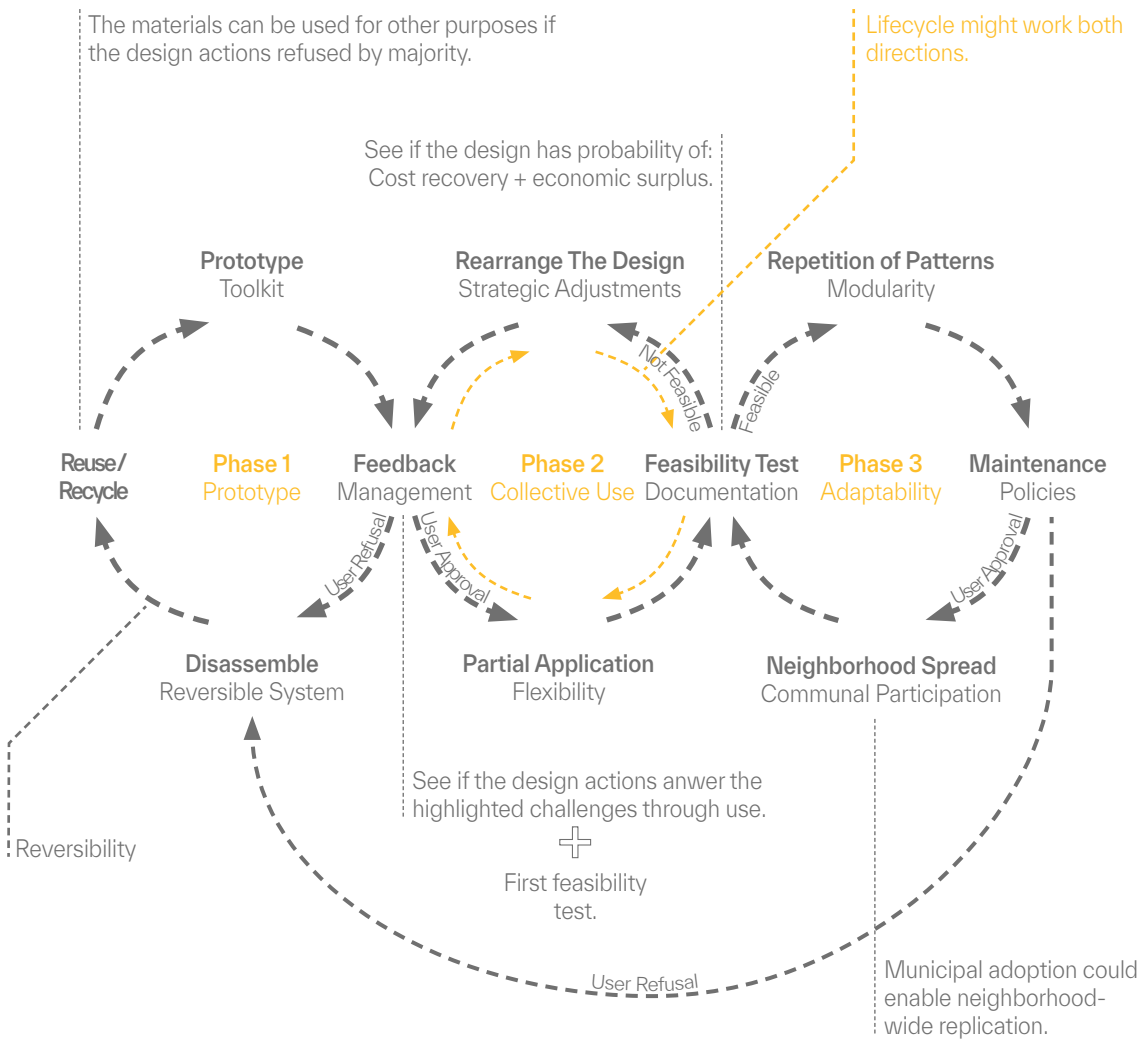 The materials can be used for other purposes if
the design actions refused by majority.
Lifecycle might work both
directions.
See if the design has probability of:
Cost recovery + economic surplus.
Prototype
Toolkit
Rearrange The Design
Strategic Adjustments
Repetition of Patterns
Modularity
Not Feasible
Feasible
Reuse/
Recycle
Phase 1
Prototype
Feedback
Management
Phase 2
Collective Use
Feasibility Test
Documentation
Phase 3
Adaptability
Maintenance
Policies
User Refusal
User Approval
User Approval
Disassemble
Reversible System
Partial Application
Flexibility
Neighborhood Spread
Communal Participation
See if the design actions anwer the
highlighted challenges through use.
Reversibility
First feasibility
test.
User Refusal
Municipal adoption could
enable neighborhood-
wide replication.